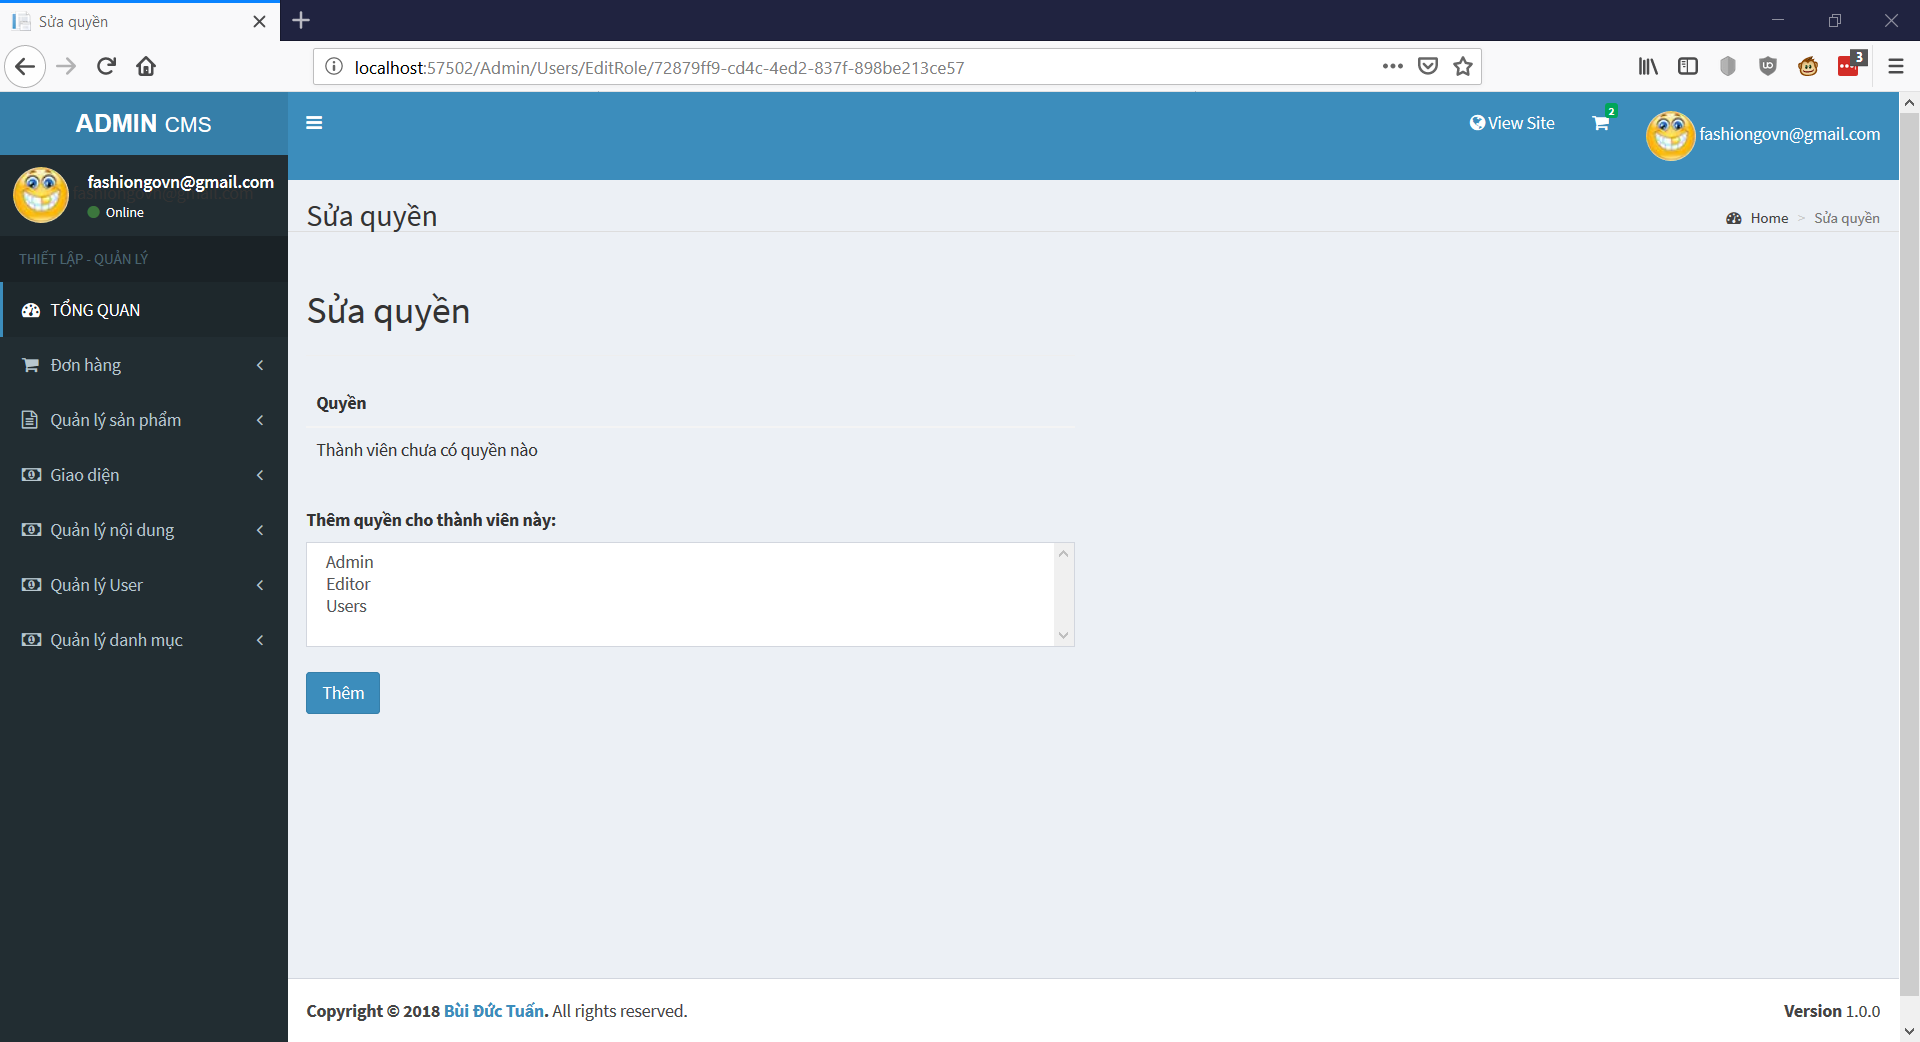 Sửa quyền
localhost:57502/Admin/Users/EditRole/72879ff9-cd4c-4ed2-837f-898be213ce57
3
ADMIN CMS
View Site
2
fashiongovn@gmail.com
fashiongovn@gmail.com
fashiongovn@gmail.com
Online
THIẾT LẬP - QUẢN LÝ
TỔNG QUAN
Đơn hàng
Quản lý sản phẩm
Giao diện
Quản lý nội dung
Quản lý User
Quản lý danh mục
Sửa quyền
Home > Sửa quyền
Sửa quyền
Quyền
Thành viên chưa có quyền nào
Thêm quyền cho thành viên này:
Admin
Editor
Users
Thêm
Copyright © 2018 Bùi Đức Tuấn. All rights reserved.
Version 1.0.0